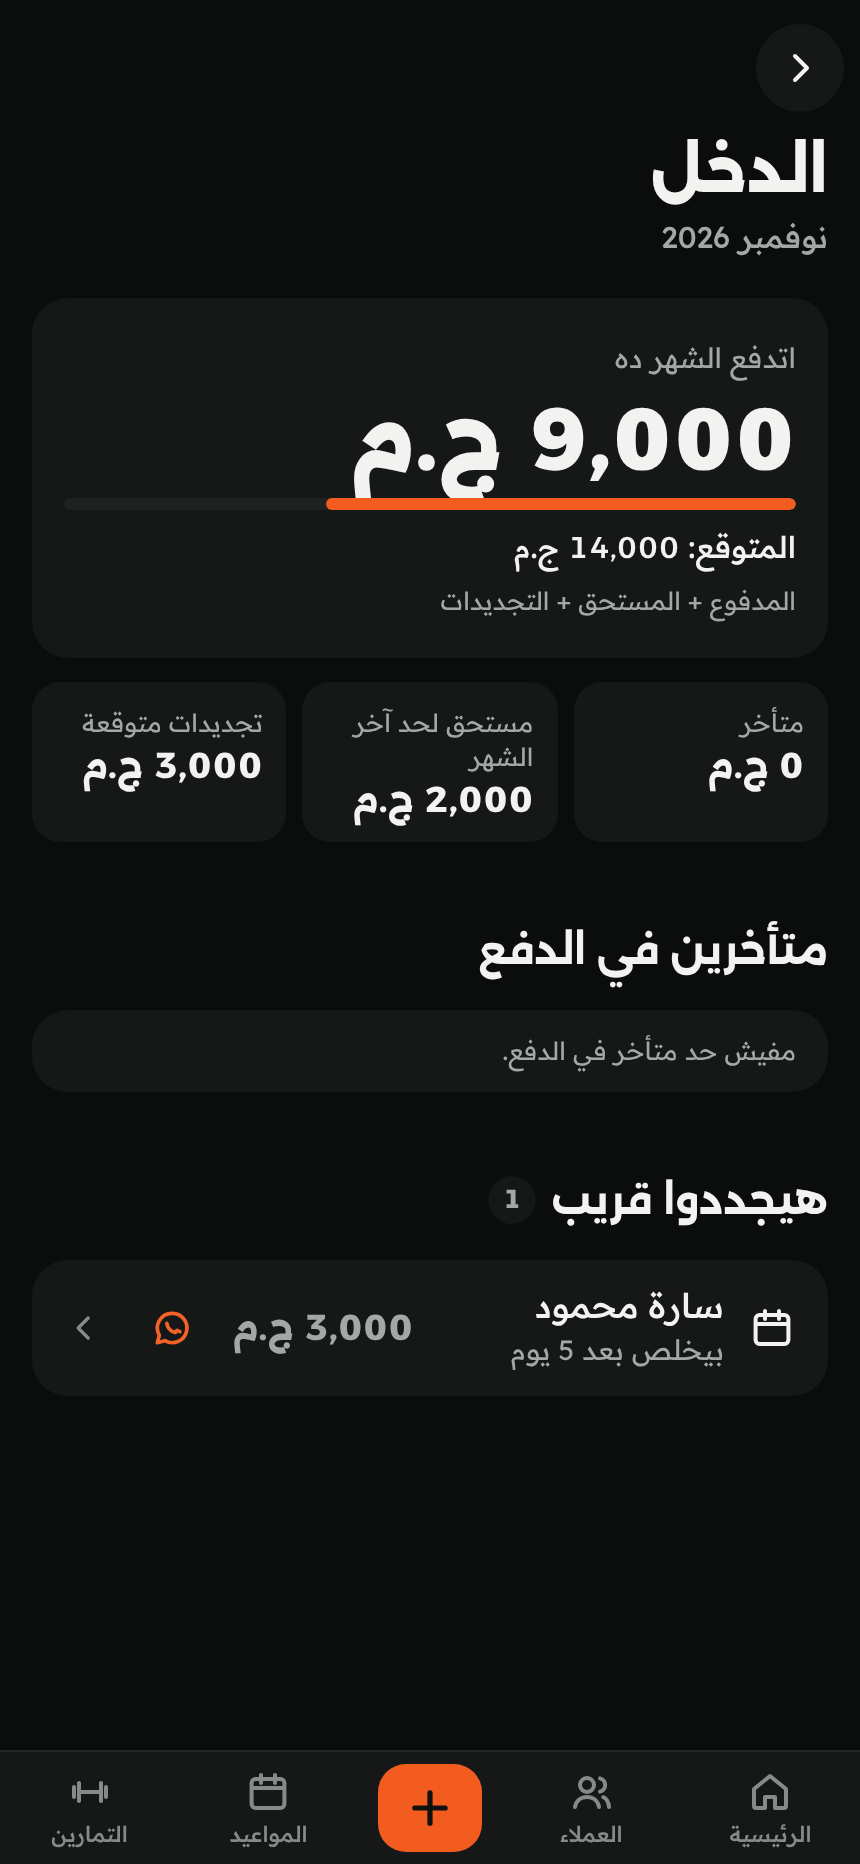 الدخل
نوفمبر 2026
اتدفع الشهر ده
9,000 ج.م
المتوقع: 14,000 ج.م
المدفوع + المستحق + التجديدات
متأخر
0 ج.م
مستحق لحد آخر
الشهر
2,000 ج.م
تجديدات متوقعة
3,000 ج.م
متأخرين في الدفع
مفيش حد متأخر في الدفع.
هيجددوا قريب 1
سارة محمود
بيخلص بعد 5 يوم
3,000 ج.م
الرئيسية
العملاء
المواعيد
التمارين